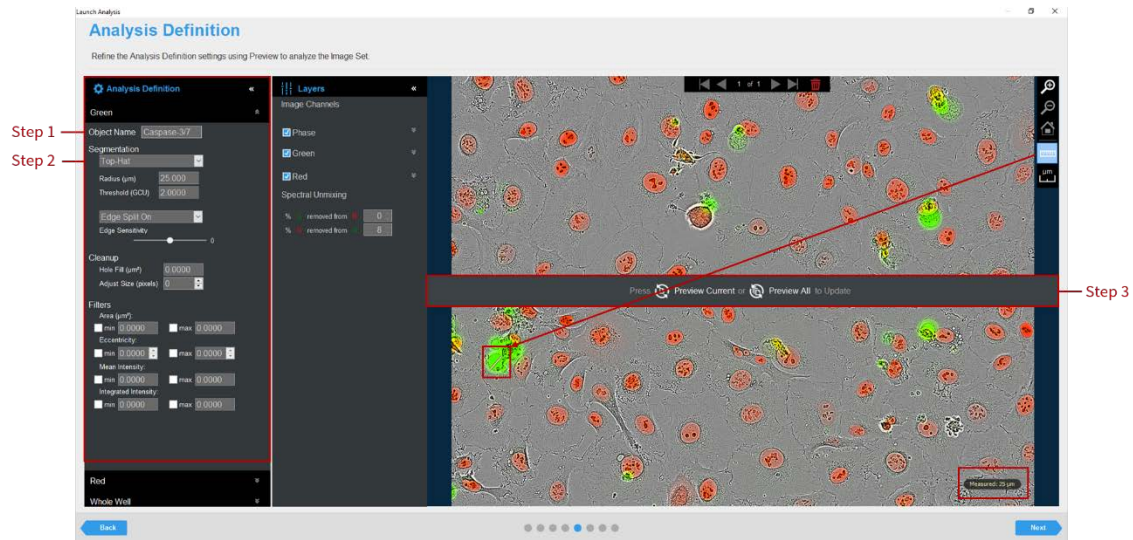 Launch Analysis
Analysis Definition
Refine the Analysis Definition settings using Preview to analyze the Image Set.
Analysis Definition
Green
Step 1
Object Name Caspase-3/7
Step 2
Segmentation
Top-Hat
Radius (µm) 25.000
Threshold (GCU) 2.0000
Edge Split On
Edge Sensitivity
0
Cleanup
Hole Fill (µm²) 0.0000
Adjust Size (pixels) 0
Filters
Area (µm²):
min 0.0000 max 0.0000
Eccentricity:
min 0.0000 max 0.0000
Mean Intensity:
min 0.0000 max 0.0000
Integrated Intensity:
min 0.0000 max 0.0000
Red
Whole Well
Layers
Image Channels
Phase
Green
Red
Spectral Unmixing
% removed from 0
% removed from 8
1 of 1
µm
Press Preview Current or Preview All to Update
Step 3
Measured: 25 µm
Back
Next